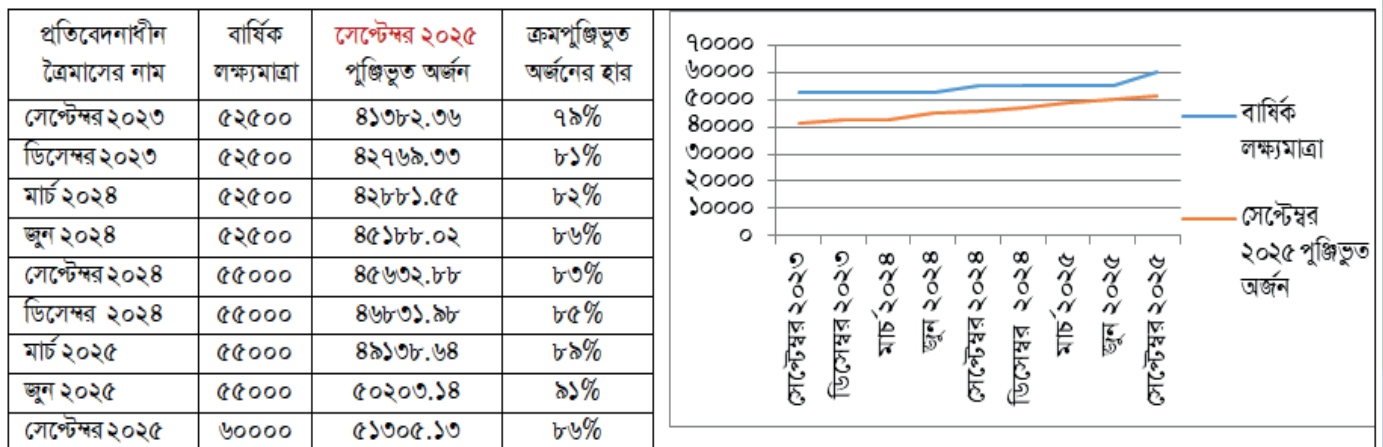 প্রতিবেদনাধীন ত্রৈমাসের নাম | বার্ষিক লক্ষ্যমাত্রা | সেপ্টেম্বর ২০২৫ পুঞ্জিভূত অর্জন | ক্রমপুঞ্জিভূত অর্জনের হার
সেপ্টেম্বর ২০২৩ | ৫২৫০০ | ৪১৩৮২.৩৬ | ৭৯%
ডিসেম্বর ২০২৩ | ৫২৫০০ | ৪২৭৬৯.৩৩ | ৮১%
মার্চ ২০২৪ | ৫২৫০০ | ৪২৮৮১.৫৫ | ৮২%
জুন ২০২৪ | ৫২৫০০ | ৪৫১৮৮.০২ | ৮৬%
সেপ্টেম্বর ২০২৪ | ৫৫০০০ | ৪৫৬৩২.৮৮ | ৮৩%
ডিসেম্বর ২০২৪ | ৫৫০০০ | ৪৬৮৩১.৯৮ | ৮৫%
মার্চ ২০২৫ | ৫৫০০০ | ৪৯১৩৮.৬৪ | ৮৯%
জুন ২০২৫ | ৫৫০০০ | ৫০২০৩.১৪ | ৯১%
সেপ্টেম্বর ২০২৫ | ৬০০০০ | ৫১৩০৫.১৩ | ৮৬%
৭০০০০
৬০০০০
৫০০০০
৪০০০০
৩০০০০
২০০০০
১০০০০
০
সেপ্টেম্বর ২০২৩
ডিসেম্বর ২০২৩
মার্চ ২০২৪
জুন ২০২৪
সেপ্টেম্বর ২০২৪
ডিসেম্বর ২০২৪
মার্চ ২০২৫
জুন ২০২৫
সেপ্টেম্বর ২০২৫
বার্ষিক
লক্ষ্যমাত্রা
সেপ্টেম্বর
২০২৫ পুঞ্জিভুত
অর্জন